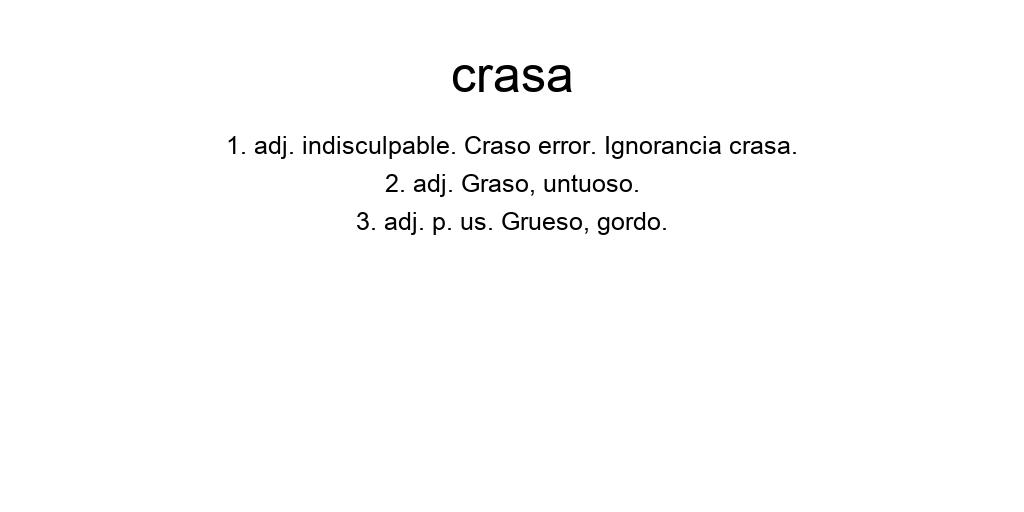 crasa
1. adj. indisculpable. Craso error. Ignorancia crasa.
2. adj. Graso, untuoso.
3. adj. p. us. Grueso, gordo.